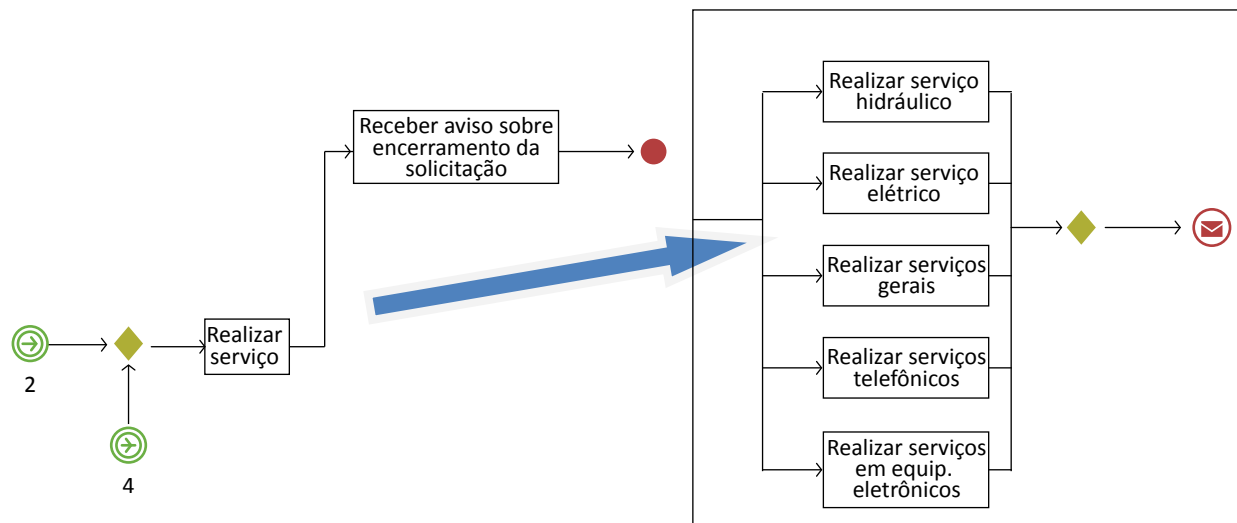 Realizar serviço
hidráulico
Receber aviso sobre
encerramento da
solicitação
Realizar serviço
elétrico
Realizar serviços
gerais
Realizar
serviço
2
Realizar serviços
telefônicos
4
Realizar serviços
em equip.
eletrônicos